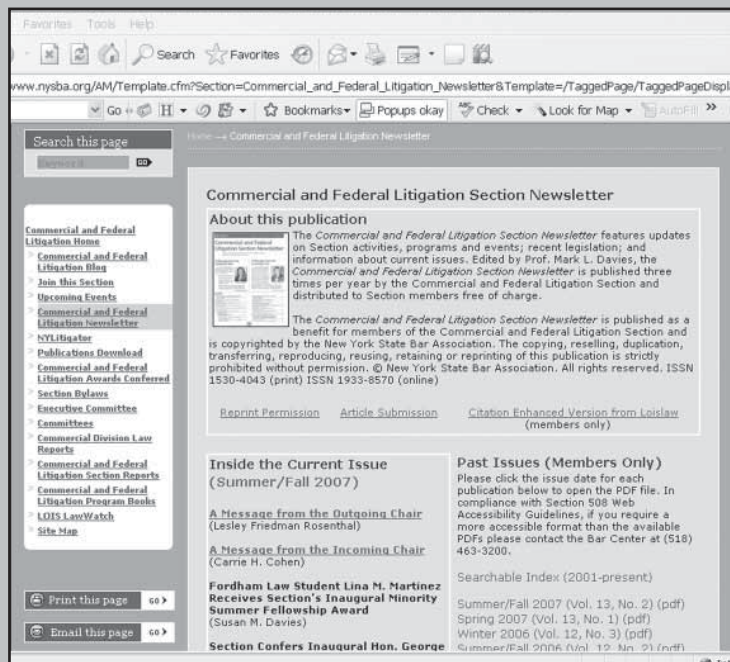 Favorites Tools Help
Search Favorites
www.nysba.org/AM/Template.cfm?Section=Commercial_and_Federal_Litigation_Newsletter&Template=/TaggedPage/TaggedPageDispl
Go Bookmarks Popups okay Check Look for Map AutoFill »
Search this page
Keyword GO
Home → Commercial and Federal Litigation Newsletter
Commercial and Federal
Litigation Home
Commercial and Federal
Litigation Blog
Join this Section
Upcoming Events
Commercial and Federal
Litigation Newsletter
NYLitigator
Publications Download
Commercial and Federal
Litigation Awards Conferred
Section Bylaws
Executive Committee
Committees
Commercial Division Law
Reports
Commercial and Federal
Litigation Section Reports
Commercial and Federal
Litigation Program Books
LOIS LawWatch
Site Map
Print this page GO
Email this page GO
Commercial and Federal Litigation Section Newsletter
About this publication
The Commercial and Federal Litigation Section Newsletter features updates
on Section activities, programs and events; recent legislation; and
information about current issues. Edited by Prof. Mark L. Davies, the
Commercial and Federal Litigation Section Newsletter is published three
times per year by the Commercial and Federal Litigation Section and
distributed to Section members free of charge.
The Commercial and Federal Litigation Section Newsletter is published as a
benefit for members of the Commercial and Federal Litigation Section and
is copyrighted by the New York State Bar Association. The copying, reselling, duplication,
transferring, reproducing, reusing, retaining or reprinting of this publication is strictly
prohibited without permission. © New York State Bar Association. All rights reserved. ISSN
1530-4043 (print) ISSN 1933-8570 (online)
Reprint Permission Article Submission Citation Enhanced Version from Loislaw
(members only)
Inside the Current Issue
(Summer/Fall 2007)
A Message from the Outgoing Chair
(Lesley Friedman Rosenthal)
A Message from the Incoming Chair
(Carrie H. Cohen)
Fordham Law Student Lina M. Martinez
Receives Section's Inaugural Minority
Summer Fellowship Award
(Susan M. Davies)
Section Confers Inaugural Hon. George
Past Issues (Members Only)
Please click the issue date for each
publication below to open the PDF file. In
compliance with Section 508 Web
Accessibility Guidelines, if you require a
more accessible format than the available
PDFs please contact the Bar Center at (518)
463-3200.
Searchable Index (2001-present)
Summer/Fall 2007 (Vol. 13, No. 2) (pdf)
Spring 2007 (Vol. 13, No. 1) (pdf)
Winter 2006 (Vol. 12, No. 3) (pdf)
Summer/Fall 2006 (Vol. 12, No. 2) (pdf)